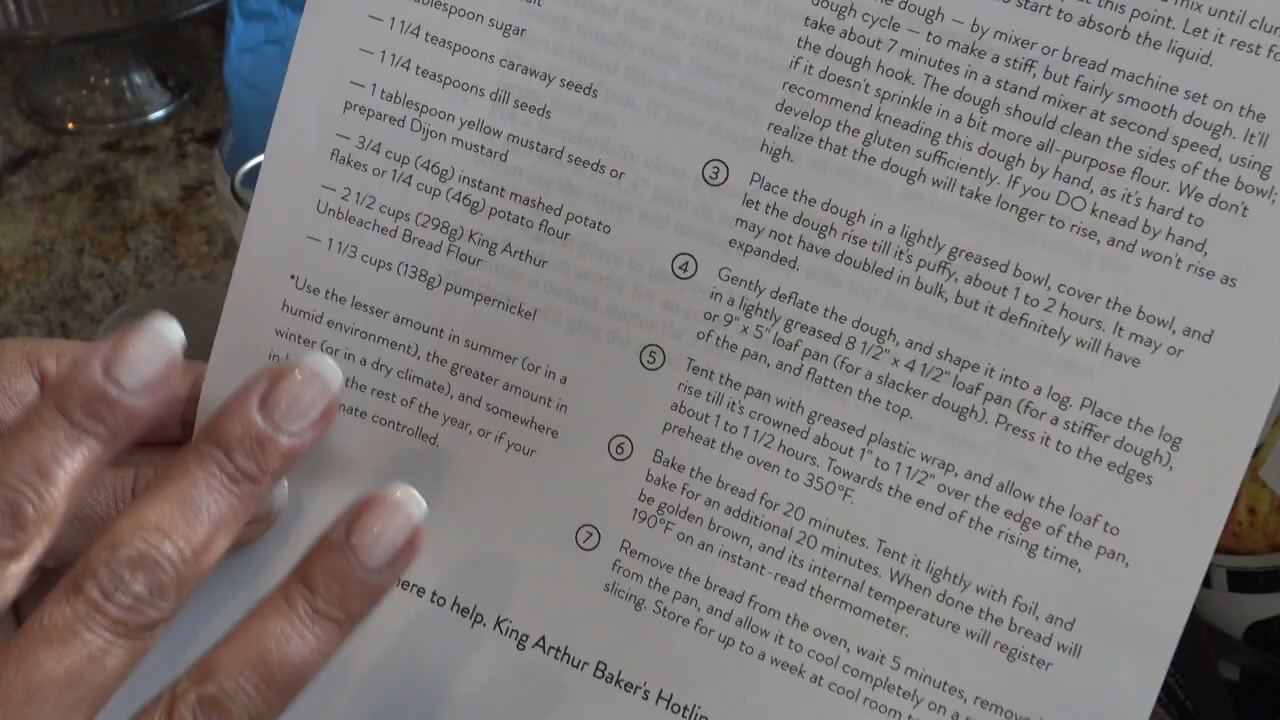 tablespoon sugar
— 1 1/4 teaspoons caraway seeds
— 1 1/4 teaspoons dill seeds
— 1 tablespoon yellow mustard seeds or
prepared Dijon mustard
— 3/4 cup (46g) instant mashed potato
flakes or 1/4 cup (46g) potato flour
— 2 1/2 cups (298g) King Arthur
Unbleached Bread Flour
— 1 1/3 cups (138g) pumpernickel
*Use the lesser amount in summer (or in a
humid environment), the greater amount in
winter (or in a dry climate), and somewhere
in the rest of the year, or if your
controlled.
here to help. King Arthur Baker's
mix until
at this point. Let it rest
start to absorb the liquid.
dough — by mixer or bread machine set on the
dough cycle — to make a stiff, but fairly smooth dough. It'll
take about 7 minutes in a stand mixer at second speed, using
the dough hook. The dough should clean the sides of the bowl;
if it doesn't sprinkle in a bit more all-purpose flour. We don't
recommend kneading this dough by hand, as it's hard to
develop the gluten sufficiently. If you DO knead by hand,
realize that the dough will take longer to rise, and won't rise as
high.
3 Place the dough in a lightly greased bowl, cover the bowl, and
let the dough rise till it's puffy, about 1 to 2 hours. It may or
may not have doubled in bulk, but it definitely will have
expanded.
4 Gently deflate the dough, and shape it into a log. Place the log
in a lightly greased 8 1/2" x 4 1/2" loaf pan (for a stiffer dough),
or 9" x 5" loaf pan (for a slacker dough). Press it to the edges
of the pan, and flatten the top.
5 Tent the pan with greased plastic wrap, and allow the loaf to
rise till it's crowned about 1" to 1 1/2" over the edge of the pan,
about 1 to 1 1/2 hours. Towards the end of the rising time,
preheat the oven to 350°F.
6 Bake the bread for 20 minutes. Tent it lightly with foil, and
bake for an additional 20 minutes. When done the bread will
be golden brown, and its internal temperature will register
190°F on an instant-read thermometer.
7 Remove the bread from the oven, wait 5 minutes, remove
from the pan, and allow it to cool completely on a
slicing. Store for up to a week at cool room